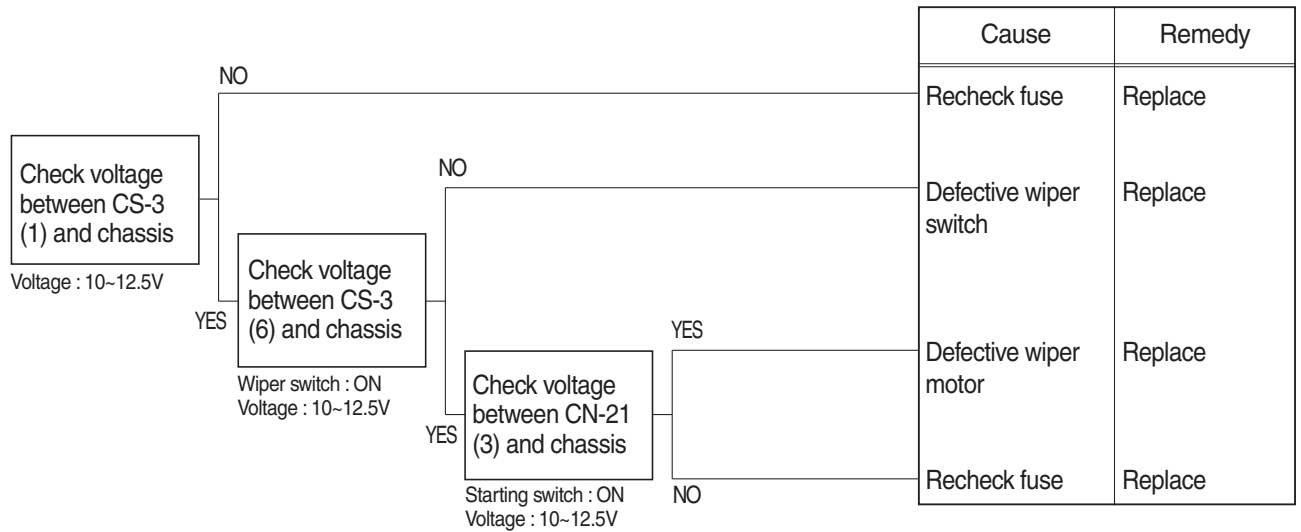 Cause
Remedy
NO
Recheck fuse
Replace
Check voltage
between CS-3
(1) and chassis
Voltage : 10~12.5V
YES
NO
Defective wiper
switch
Replace
Check voltage
between CS-3
(6) and chassis
Wiper switch : ON
Voltage : 10~12.5V
YES
YES
Defective wiper
motor
Replace
Check voltage
between CN-21
(3) and chassis
Starting switch : ON
Voltage : 10~12.5V
NO
Recheck fuse
Replace